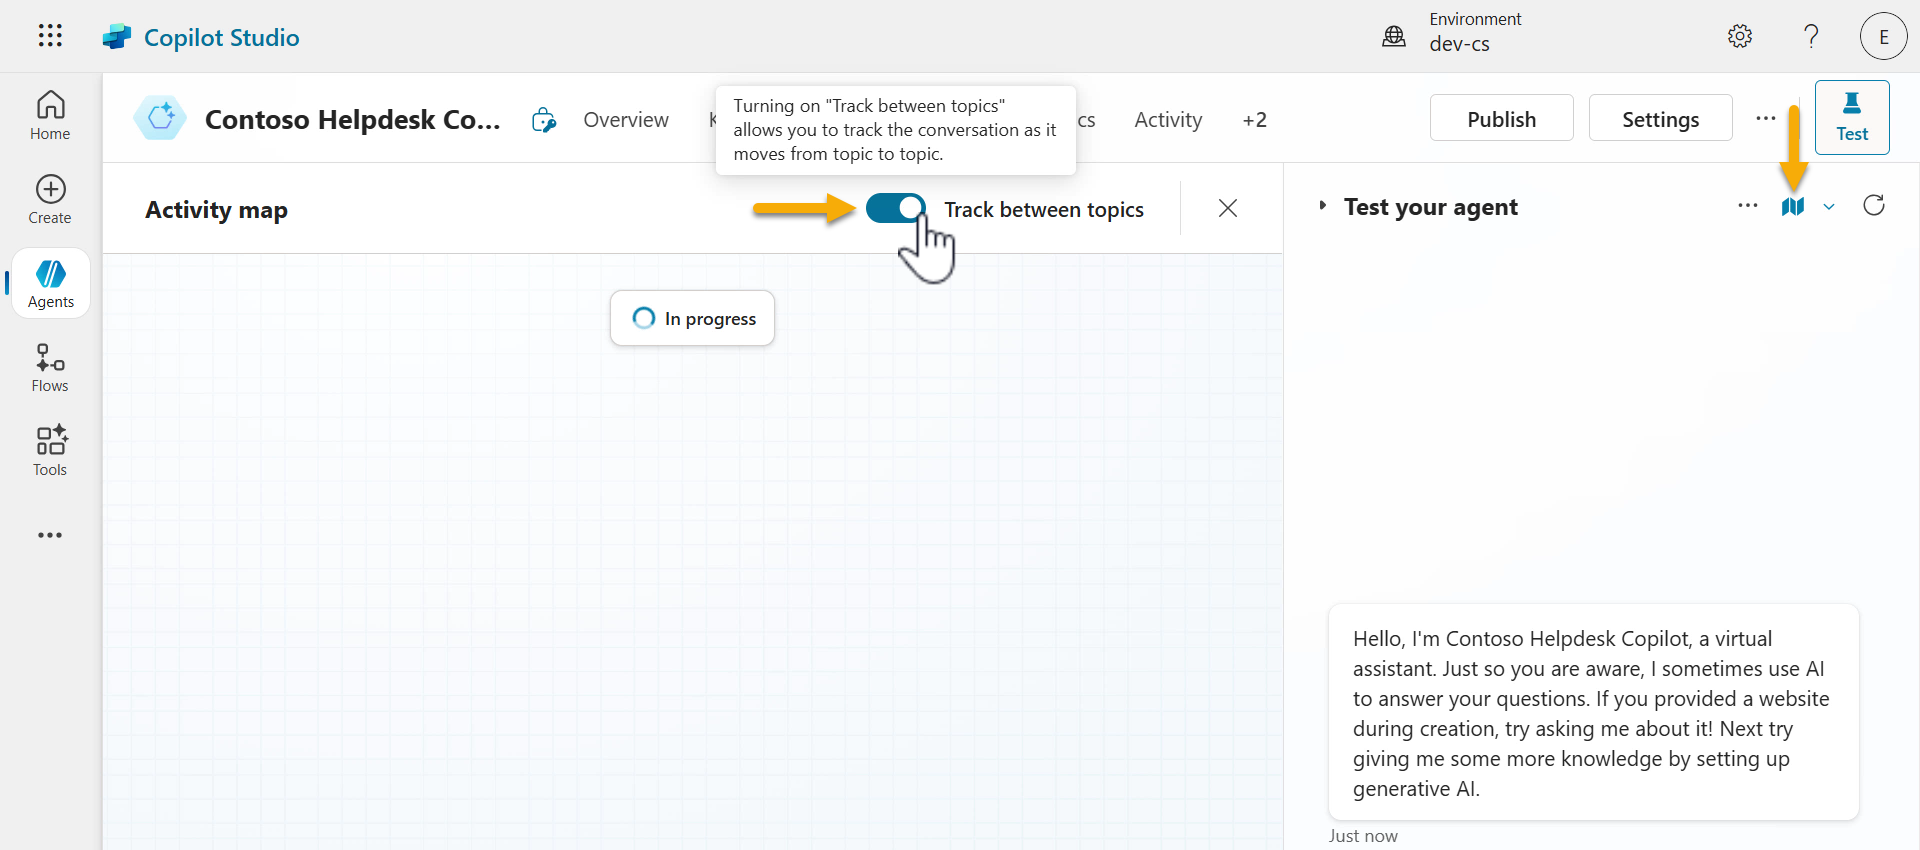 Copilot Studio
Environment
dev-cs
E
Home
Create
Agents
Flows
Tools
Contoso Helpdesk Co...
Overview
Turning on "Track between topics"
allows you to track the conversation as it
moves from topic to topic.
Activity
+2
Publish
Settings
Test
Activity map
Track between topics
In progress
Test your agent
Hello, I'm Contoso Helpdesk Copilot, a virtual
assistant. Just so you are aware, I sometimes use AI
to answer your questions. If you provided a website
during creation, try asking me about it! Next try
giving me some more knowledge by setting up
generative AI.
Just now